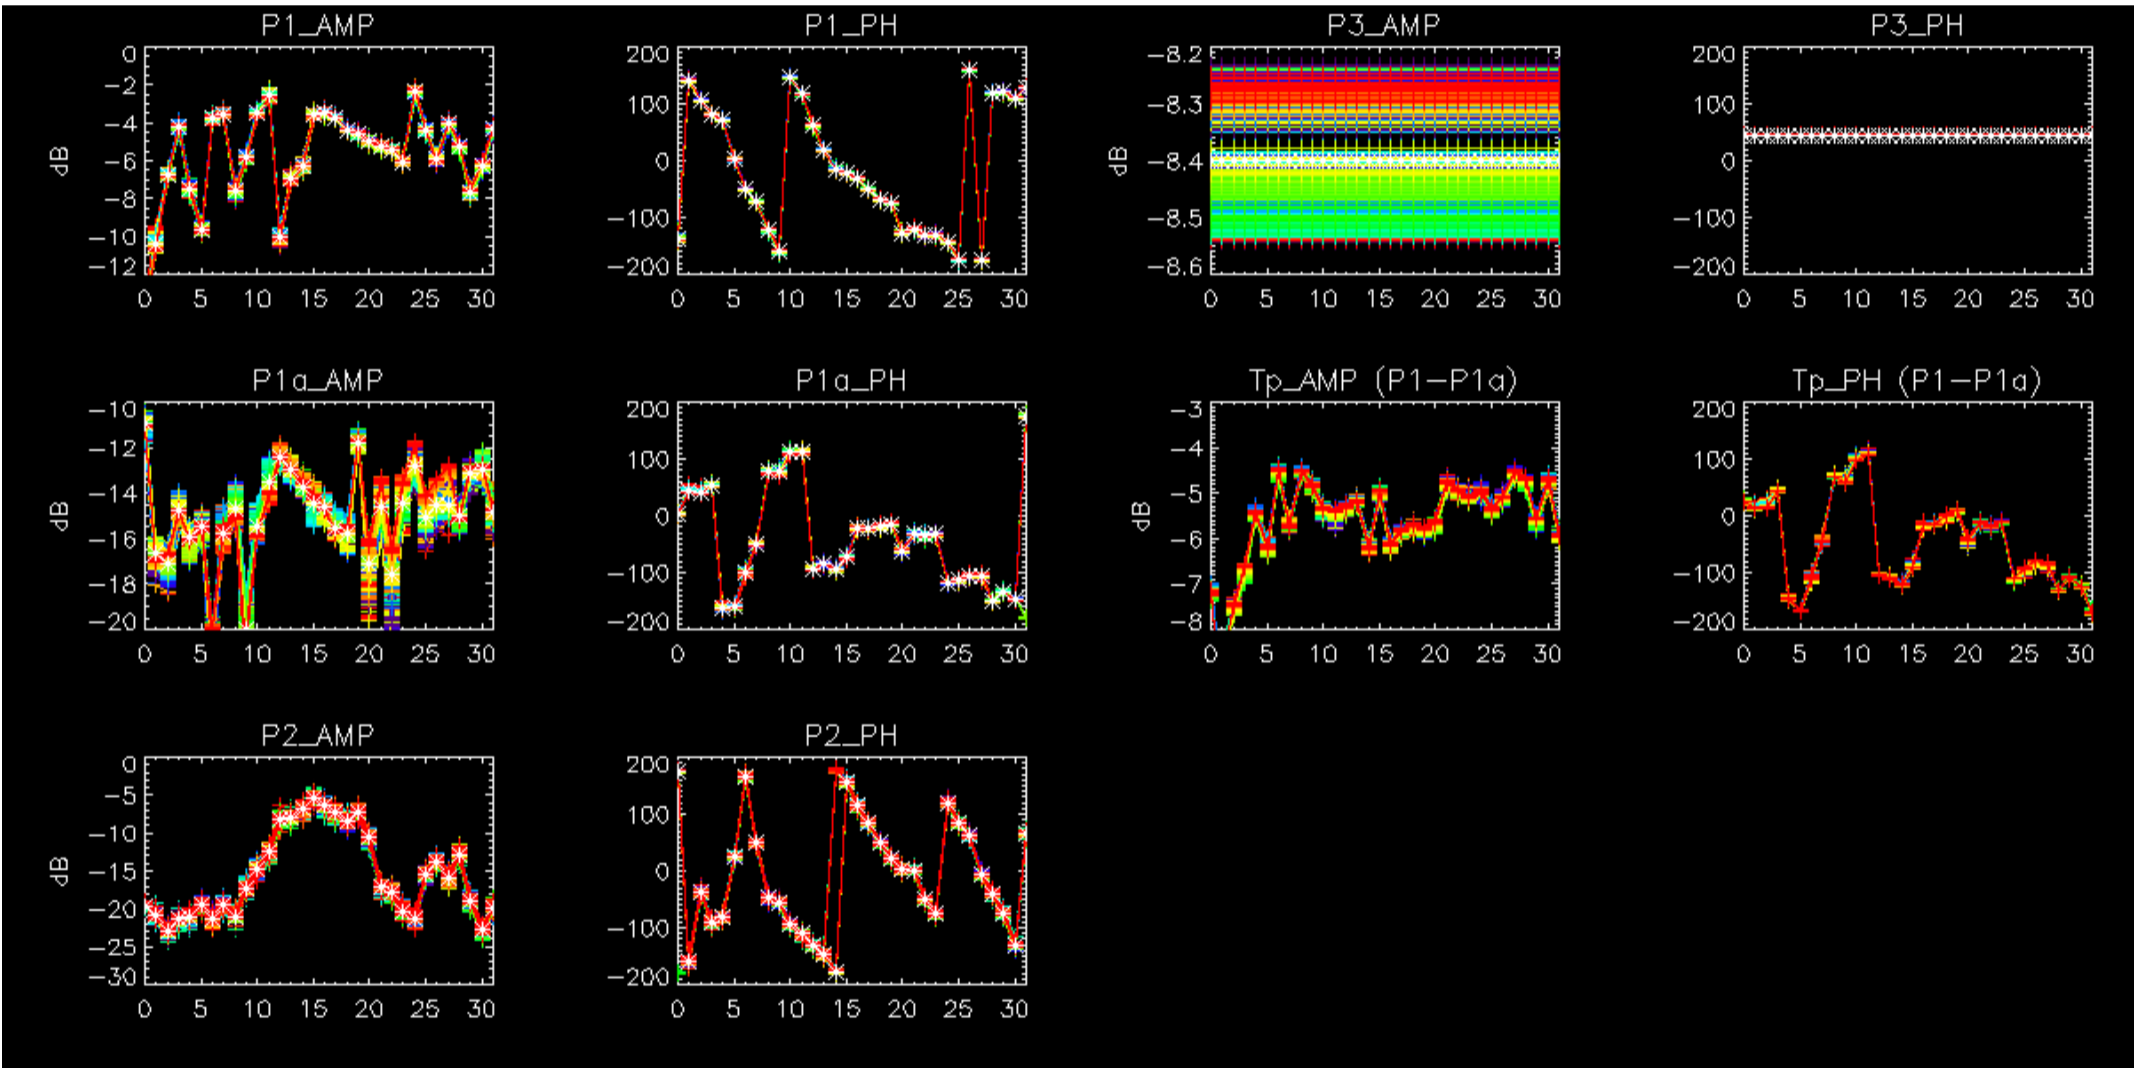 P1_AMP
0
-2
-4
-6
-8
-10
-12
dB
0 5 10 15 20 25 30
P1_PH
200
100
0
-100
-200
0 5 10 15 20 25 30
P3_AMP
-8.2
-8.3
-8.4
-8.5
-8.6
dB
0 5 10 15 20 25 30
P3_PH
200
100
0
-100
-200
0 5 10 15 20 25 30
P1a_AMP
-10
-12
-14
-16
-18
-20
dB
0 5 10 15 20 25 30
P1a_PH
200
100
0
-100
-200
0 5 10 15 20 25 30
Tp_AMP (P1-P1a)
-3
-4
-5
-6
-7
-8
dB
0 5 10 15 20 25 30
Tp_PH (P1-P1a)
200
100
0
-100
-200
0 5 10 15 20 25 30
P2_AMP
0
-5
-10
-15
-20
-25
-30
dB
0 5 10 15 20 25 30
P2_PH
200
100
0
-100
-200
0 5 10 15 20 25 30